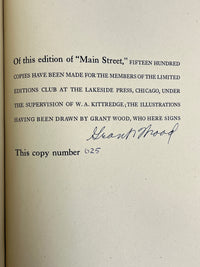 Of this edition of "Main Street," FIFTEEN HUNDRED
COPIES HAVE BEEN MADE FOR THE MEMBERS OF THE LIMITED
EDITIONS CLUB AT THE LAKESIDE PRESS, CHICAGO, UNDER
THE SUPERVISION OF W. A. KITTREDGE; THE ILLUSTRATIONS
HAVING BEEN DRAWN BY GRANT WOOD, WHO HERE SIGNS
Grant Wood
This copy number 625